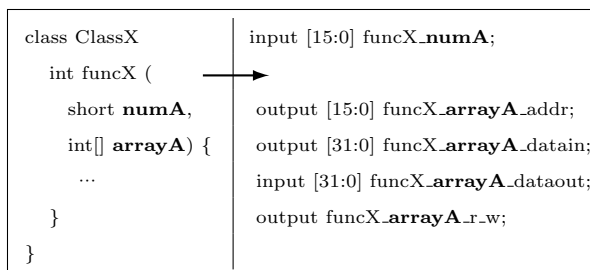 class ClassX
int funcX (
short numA,
int[] arrayA) {
...
}
}
input [15:0] funcX_numA;
output [15:0] funcX_arrayA_addr;
output [31:0] funcX_arrayA_datain;
input [31:0] funcX_arrayA_dataout;
output funcX_arrayA_r_w;